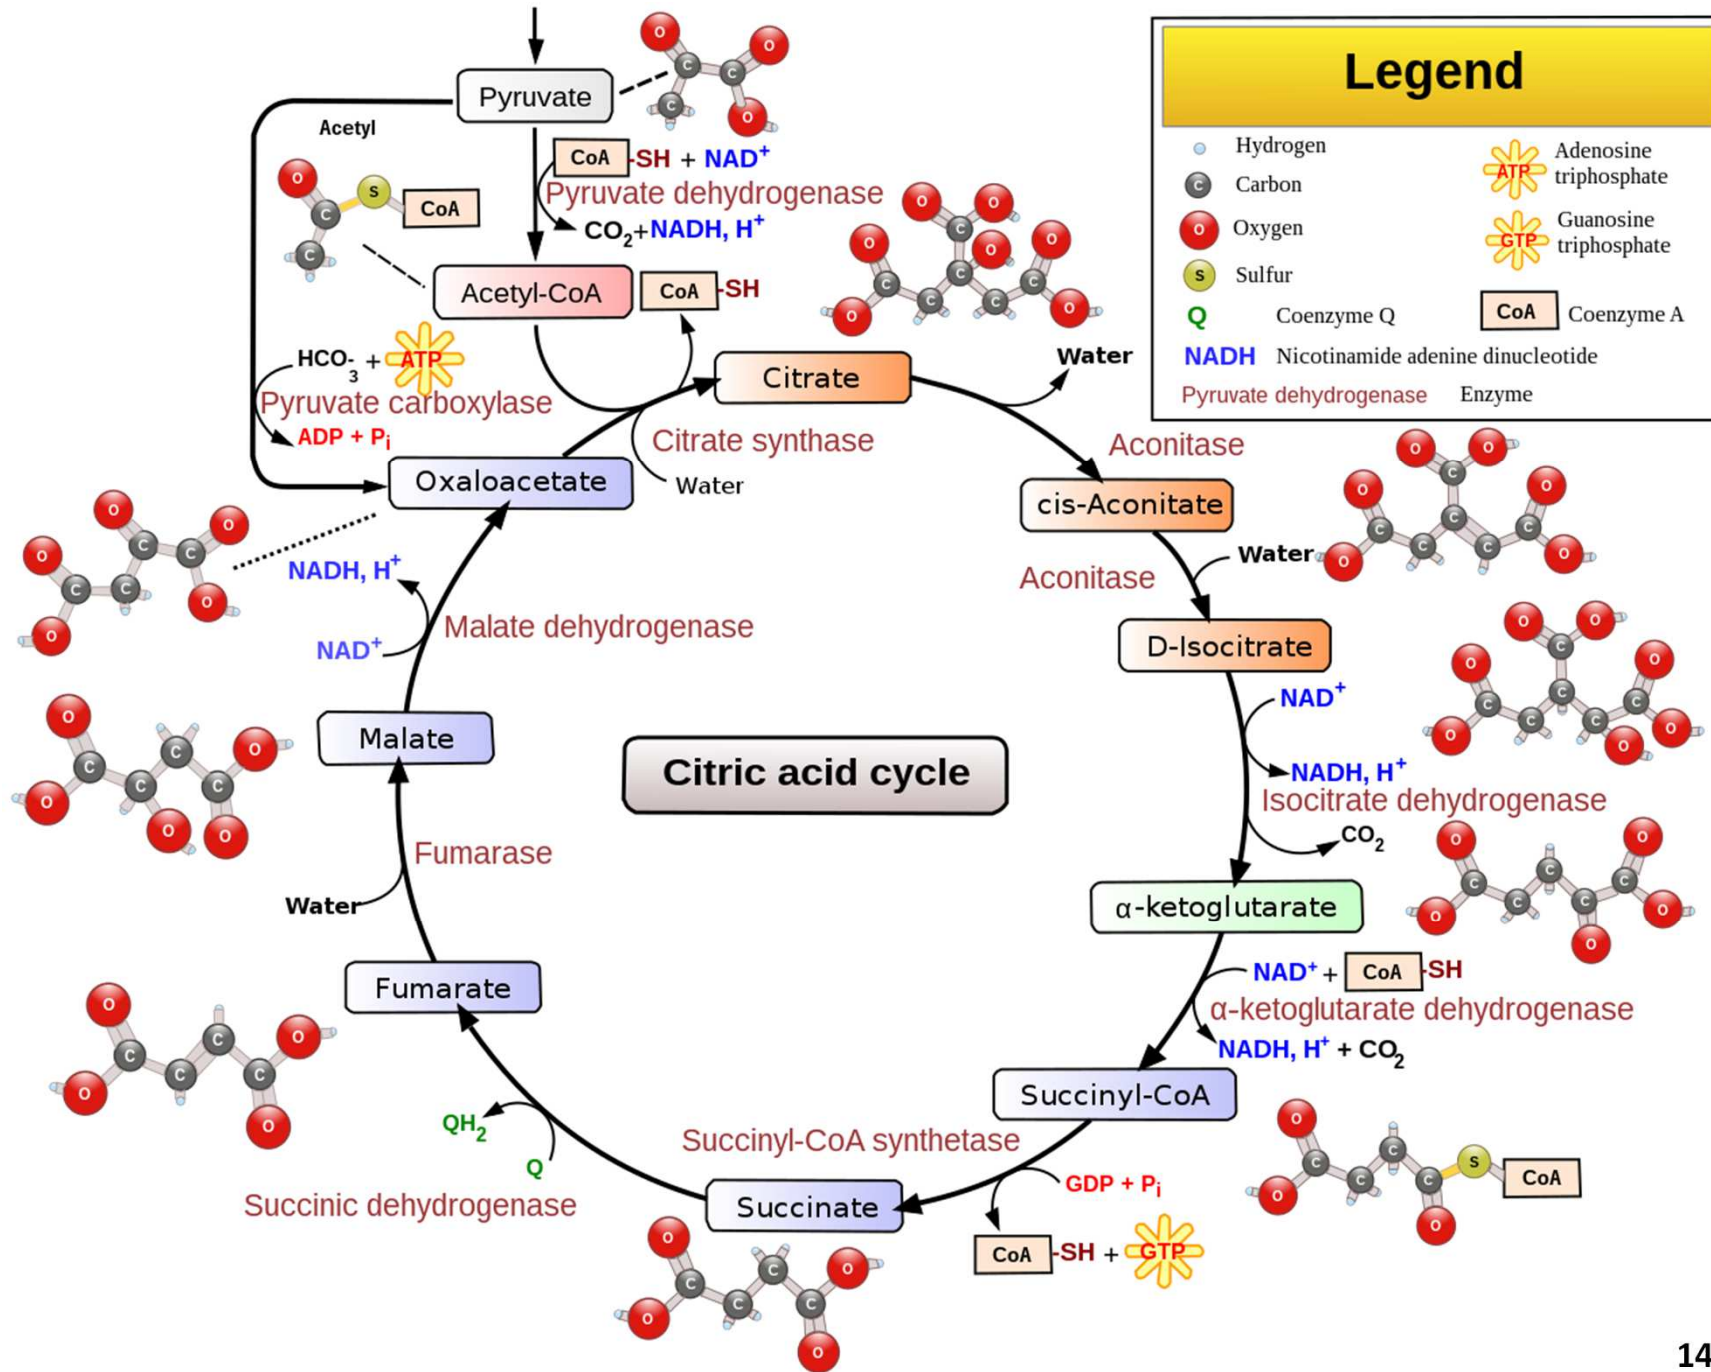 Pyruvate
Acetyl
CoA-SH + NAD+
Pyruvate dehydrogenase
CO2+NADH, H+
O
S
C
CoA
C
Acetyl-CoA
CoA-SH
HCO-3 + ATP
Pyruvate carboxylase
ADP + Pi
Citrate
Citrate synthase
Water
Water
Oxaloacetate
Aconitase
cis-Aconitate
Water
Aconitase
D-Isocitrate
NAD+
NADH, H+
Isocitrate dehydrogenase
CO2
α-ketoglutarate
NAD+ + CoA-SH
α-ketoglutarate dehydrogenase
NADH, H+ + CO2
Succinyl-CoA
S
CoA
Succinyl-CoA synthetase
GDP + Pi
CoA-SH + GTP
Succinate
Succinic dehydrogenase
Q
QH2
Fumarate
Water
Fumarase
Malate
Malate dehydrogenase
NAD+
NADH, H+
Citric acid cycle
Legend
Hydrogen
C Carbon
O Oxygen
S Sulfur
Q Coenzyme Q
NADH Nicotinamide adenine dinucleotide
Pyruvate dehydrogenase Enzyme
ATP Adenosine
triphosphate
GTP Guanosine
triphosphate
CoA Coenzyme A
14